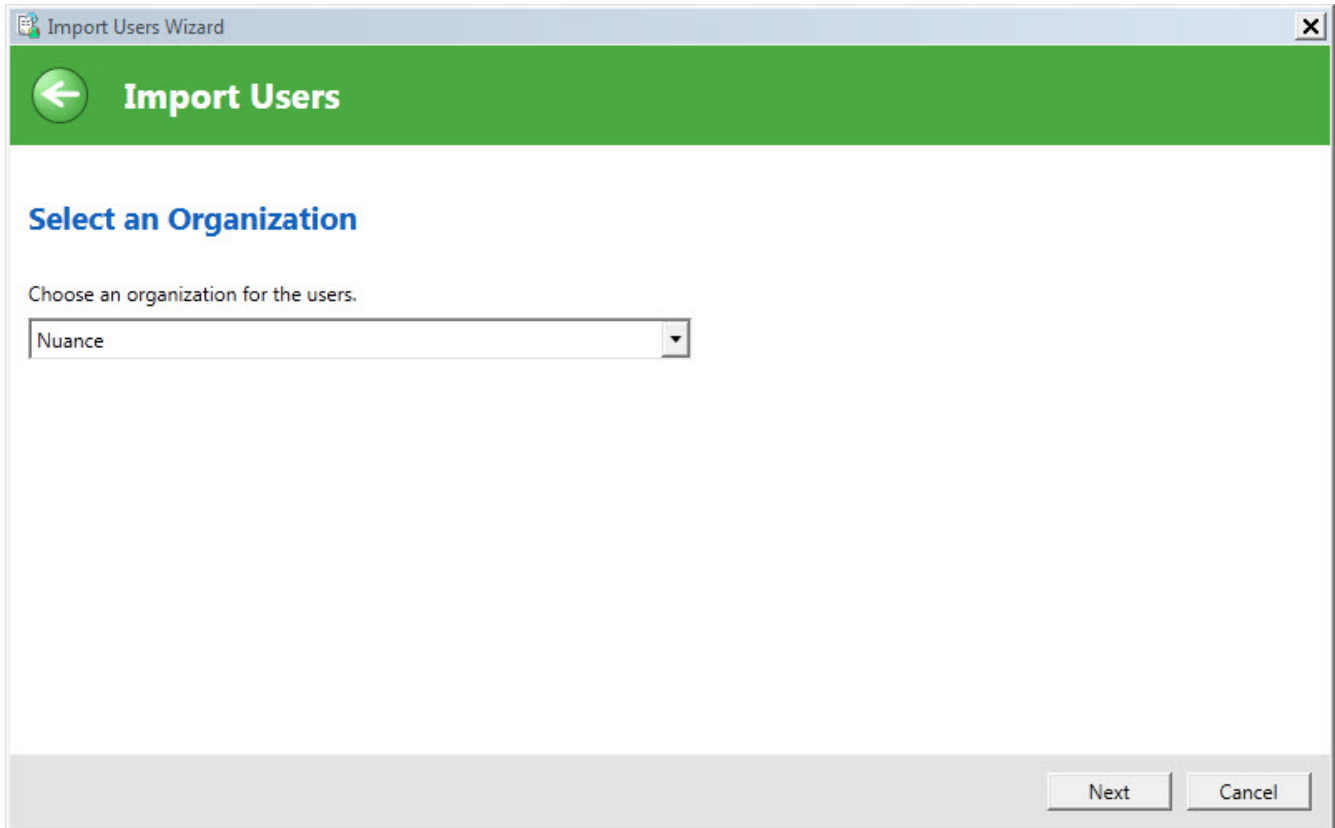 Import Users Wizard
Import Users
Select an Organization
Choose an organization for the users.
Nuance
Next
Cancel